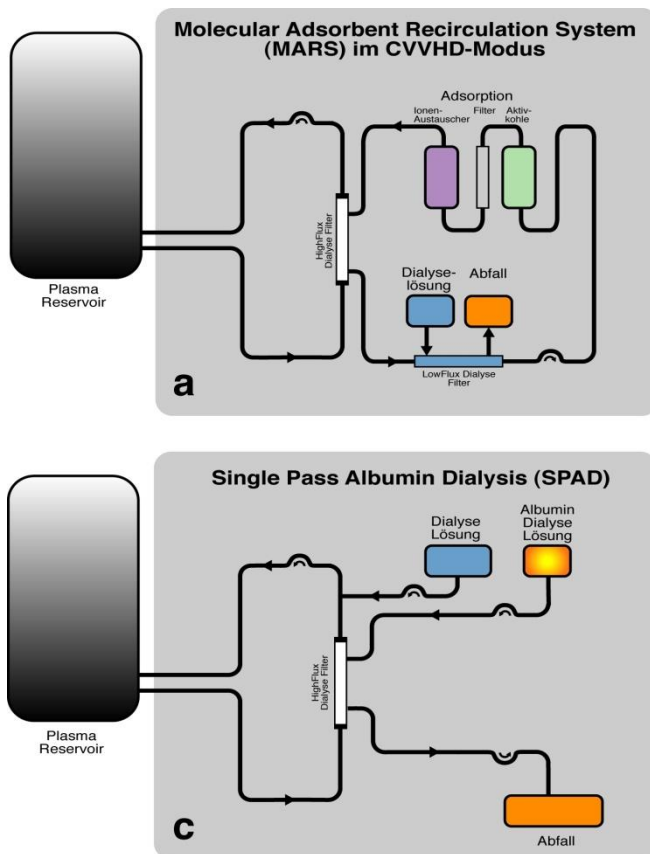 Molecular Adsorbent Recirculation System
(MARS) im CVVHD-Modus
Adsorption
Ionen-
Austauscher
Filter
Aktiv-
kohle
HighFlux
Dialyse Filter
Dialyse-
lösung
Abfall
LowFlux Dialyse
Filter
Plasma
Reservoir
a
Single Pass Albumin Dialysis (SPAD)
Dialyse
Lösung
Albumin
Dialyse
Lösung
HighFlux
Dialyse Filter
Plasma
Reservoir
c
Abfall